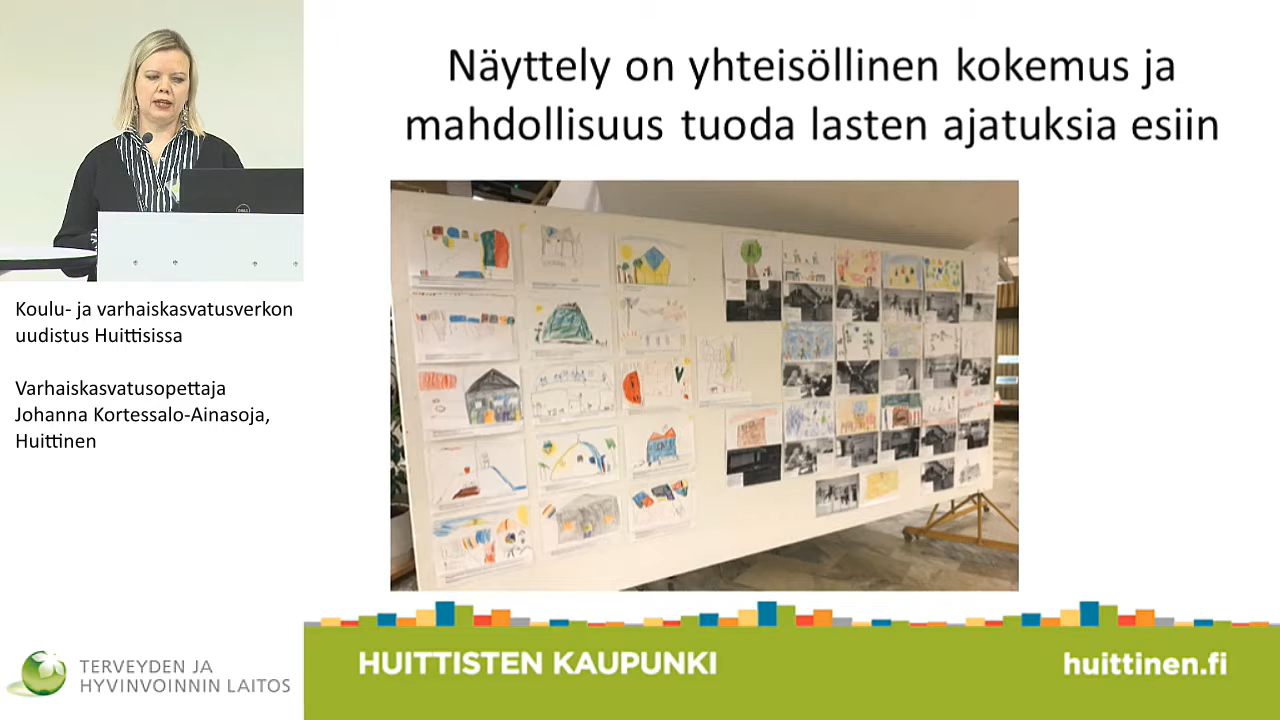 Näyttely on yhteisöllinen kokemus ja
mahdollisuus tuoda lasten ajatuksia esiin
Koulu- ja varhaiskasvatusverkon
uudistus Huittisissa
Varhaiskasvatusopettaja
Johanna Kortessalo-Ainasoja,
Huittinen
TERVEYDEN JA
HYVINVOINNIN LAITOS
HUITTISTEN KAUPUNKI
huittinen.fi